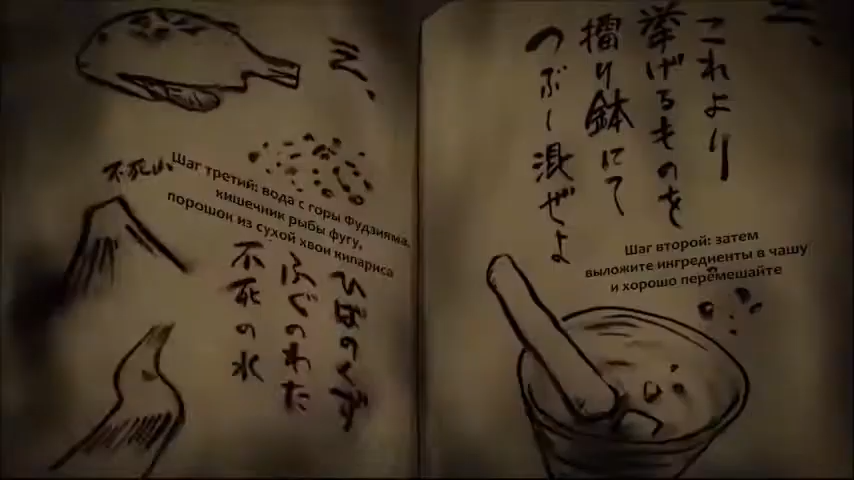 二、
これより
挙げるものを
擂り鉢にて
つぶし混ぜよ
Шаг второй: затем
выложите ингредиенты в чашу
и хорошо перемешайте
三、
不死山
Шаг третий: вода с горы Фудзияма,
кишечник рыбы фугу,
порошок из сухой хвои кипариса
ひばのくず
ふぐのわた
不死の水